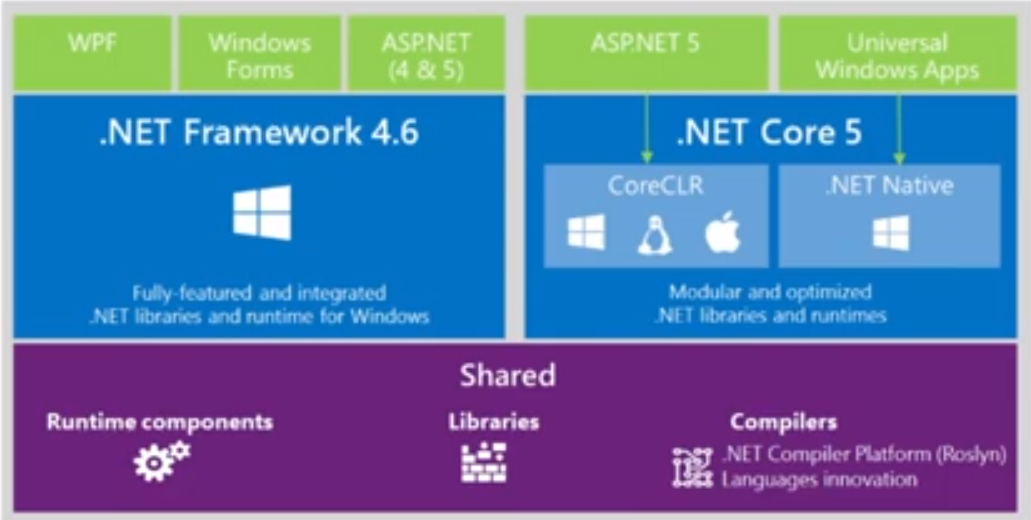 WPF
Windows
Forms
ASP.NET
(4 & 5)
ASP.NET 5
Universal
Windows Apps
.NET Framework 4.6
Fully-featured and integrated
.NET libraries and runtime for Windows
.NET Core 5
CoreCLR
.NET Native
Modular and optimized
.NET libraries and runtimes
Shared
Runtime components
Libraries
Compilers
.NET Compiler Platform (Roslyn)
Languages innovation